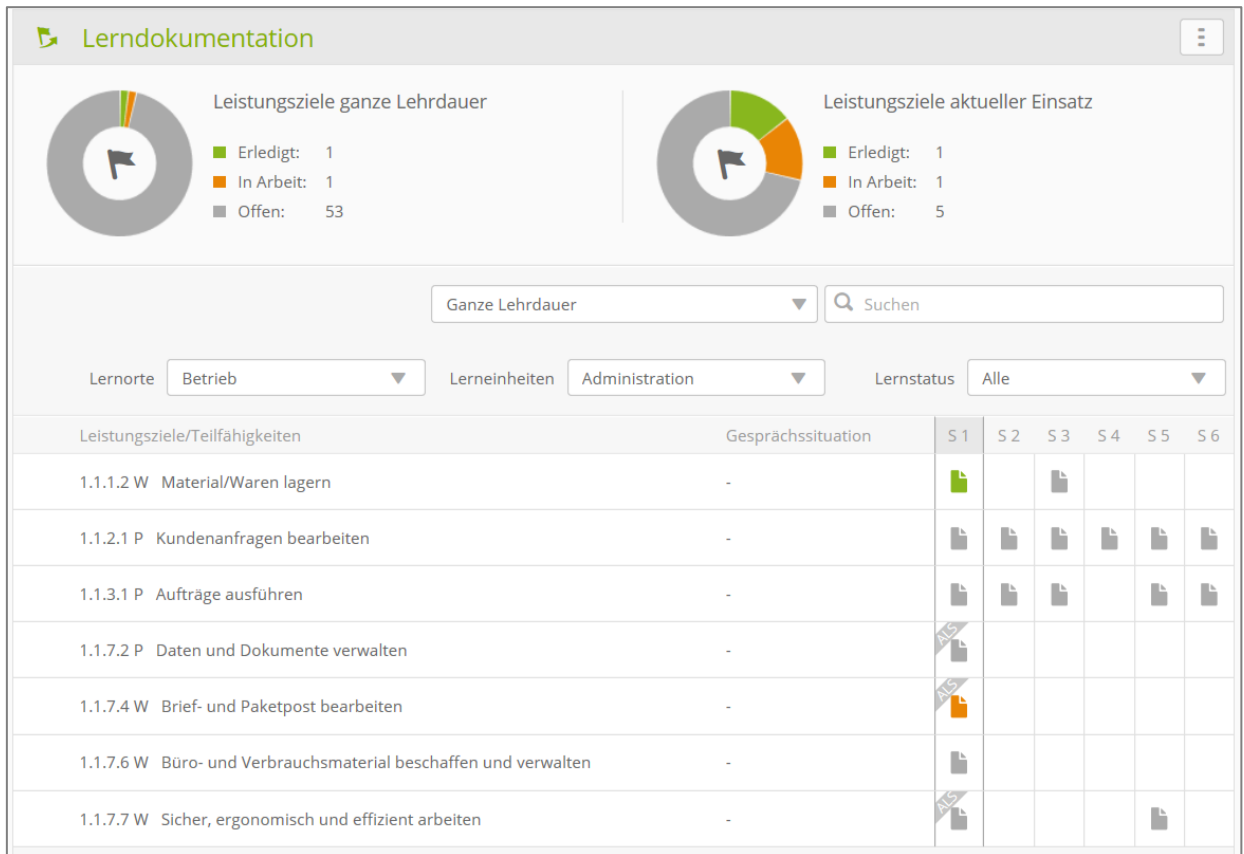 Lerndokumentation
Leistungsziele ganze Lehrdauer
Erledigt: 1
In Arbeit: 1
Offen: 53
Leistungsziele aktueller Einsatz
Erledigt: 1
In Arbeit: 1
Offen: 5
Ganze Lehrdauer
Suchen
Lernorte Betrieb Lerneinheiten Administration Lernstatus Alle
Leistungsziele/Teilfähigkeiten Gesprächssituation S 1 S 2 S 3 S 4 S 5 S 6
1.1.1.2 W Material/Waren lagern -
1.1.2.1 P Kundenanfragen bearbeiten -
1.1.3.1 P Aufträge ausführen -
1.1.7.2 P Daten und Dokumente verwalten - ALS
1.1.7.4 W Brief- und Paketpost bearbeiten - ALS
1.1.7.6 W Büro- und Verbrauchsmaterial beschaffen und verwalten -
1.1.7.7 W Sicher, ergonomisch und effizient arbeiten - ALS